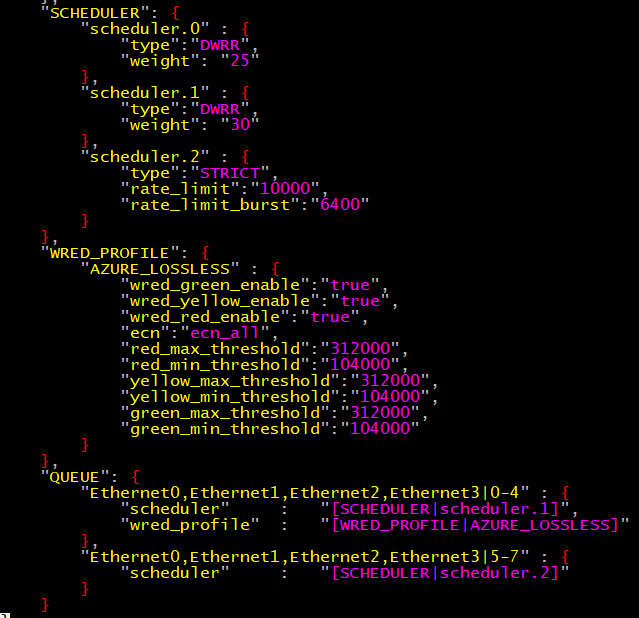 },
"SCHEDULER": {
"scheduler.0" : {
"type":"DWRR",
"weight": "25"
},
"scheduler.1" : {
"type":"DWRR",
"weight": "30"
},
"scheduler.2" : {
"type":"STRICT",
"rate_limit":"10000",
"rate_limit_burst":"6400"
}
},
"WRED_PROFILE": {
"AZURE_LOSSLESS" : {
"wred_green_enable":"true",
"wred_yellow_enable":"true",
"wred_red_enable":"true",
"ecn":"ecn_all",
"red_max_threshold":"312000",
"red_min_threshold":"104000",
"yellow_max_threshold":"312000",
"yellow_min_threshold":"104000",
"green_max_threshold":"312000",
"green_min_threshold":"104000"
}
},
"QUEUE": {
"Ethernet0,Ethernet1,Ethernet2,Ethernet3|0-4" : {
"scheduler" : "[SCHEDULER|scheduler.1]",
"wred_profile" : "[WRED_PROFILE|AZURE_LOSSLESS]"
},
"Ethernet0,Ethernet1,Ethernet2,Ethernet3|5-7" : {
"scheduler" : "[SCHEDULER|scheduler.2]"
}
}